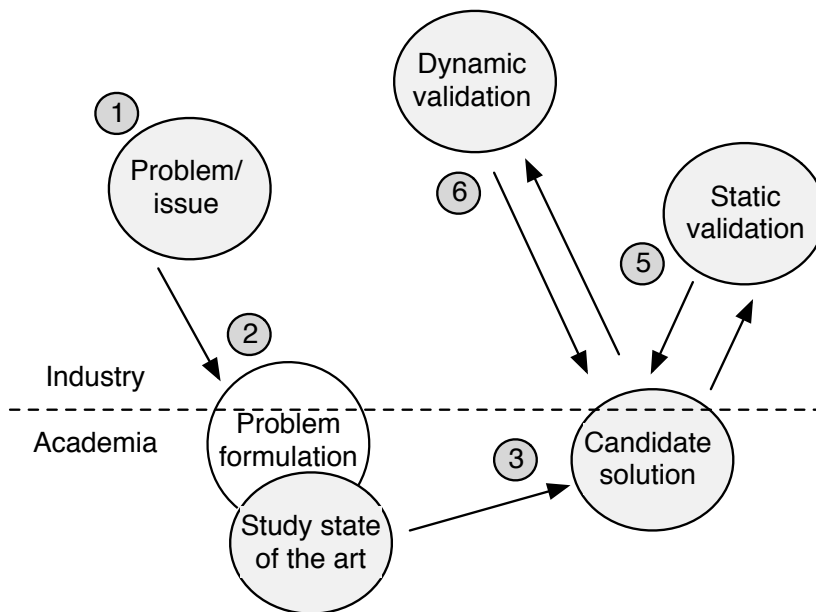 Dynamic
validation
1
Problem/
issue
6
Static
validation
5
2
Industry
Academia
Problem
formulation
3
Candidate
solution
Study state
of the art